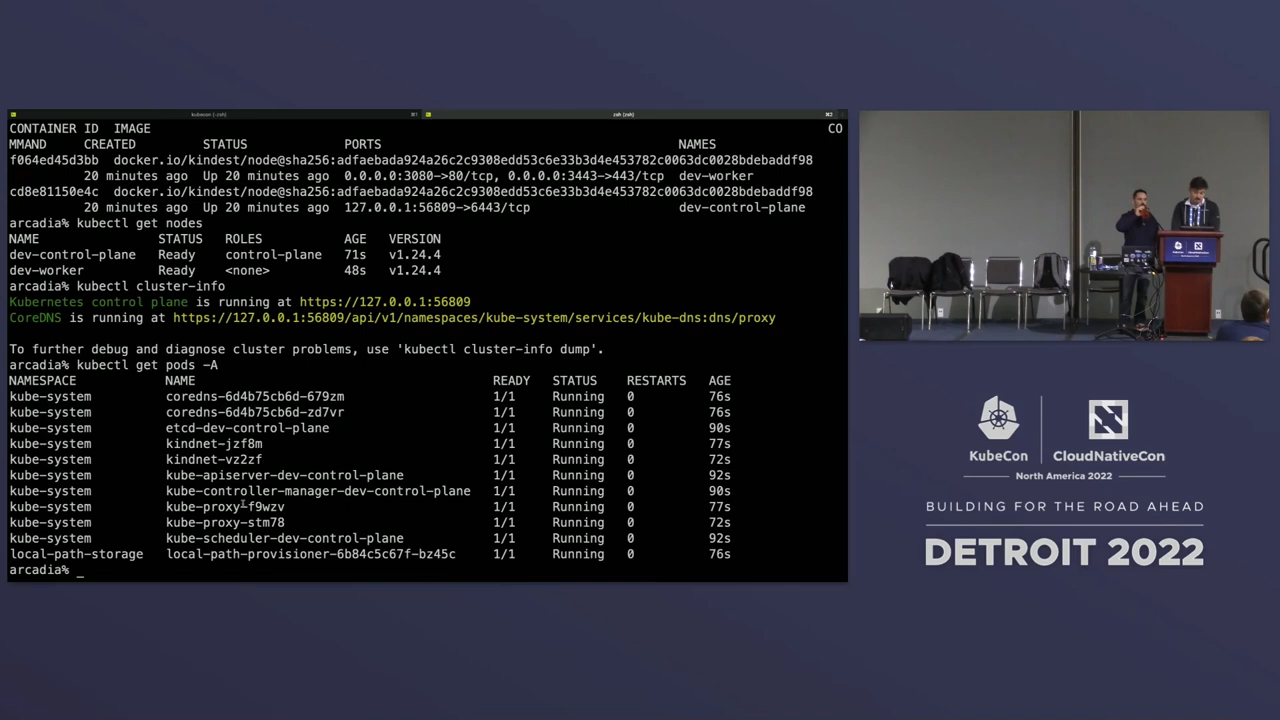 kubecon (-zsh) ⌘1 zsh (zsh) ⌘2
CONTAINER ID  IMAGE                                                                                            CO
MMAND    CREATED         STATUS         PORTS                                        NAMES
f064ed45d3bb  docker.io/kindest/node@sha256:adfaebada924a26c2c9308edd53c6e33b3d4e453782c0063dc0028bdebaddf98
          20 minutes ago  Up 20 minutes ago  0.0.0.0:3080->80/tcp, 0.0.0.0:3443->443/tcp  dev-worker
cd8e81150e4c  docker.io/kindest/node@sha256:adfaebada924a26c2c9308edd53c6e33b3d4e453782c0063dc0028bdebaddf98
          20 minutes ago  Up 20 minutes ago  127.0.0.1:56809->6443/tcp                    dev-control-plane
arcadia% kubectl get nodes
NAME                STATUS   ROLES           AGE   VERSION
dev-control-plane   Ready    control-plane   71s   v1.24.4
dev-worker          Ready    <none>          48s   v1.24.4
arcadia% kubectl cluster-info
Kubernetes control plane is running at https://127.0.0.1:56809
CoreDNS is running at https://127.0.0.1:56809/api/v1/namespaces/kube-system/services/kube-dns:dns/proxy
To further debug and diagnose cluster problems, use 'kubectl cluster-info dump'.
arcadia% kubectl get pods -A
NAMESPACE            NAME                                        READY   STATUS    RESTARTS   AGE
kube-system          coredns-6d4b75cb6d-679zm                    1/1     Running   0          76s
kube-system          coredns-6d4b75cb6d-zd7vr                    1/1     Running   0          76s
kube-system          etcd-dev-control-plane                      1/1     Running   0          90s
kube-system          kindnet-jzf8m                               1/1     Running   0          77s
kube-system          kindnet-vz2zf                               1/1     Running   0          72s
kube-system          kube-apiserver-dev-control-plane            1/1     Running   0          92s
kube-system          kube-controller-manager-dev-control-plane   1/1     Running   0          90s
kube-system          kube-proxy-f9wzv                            1/1     Running   0          77s
kube-system          kube-proxy-stm78                            1/1     Running   0          72s
kube-system          kube-scheduler-dev-control-plane            1/1     Running   0          92s
local-path-storage   local-path-provisioner-6b84c5c67f-bz45c     1/1     Running   0          76s
arcadia% _
KubeCon CloudNativeCon
North America 2022
BUILDING FOR THE ROAD AHEAD
DETROIT 2022